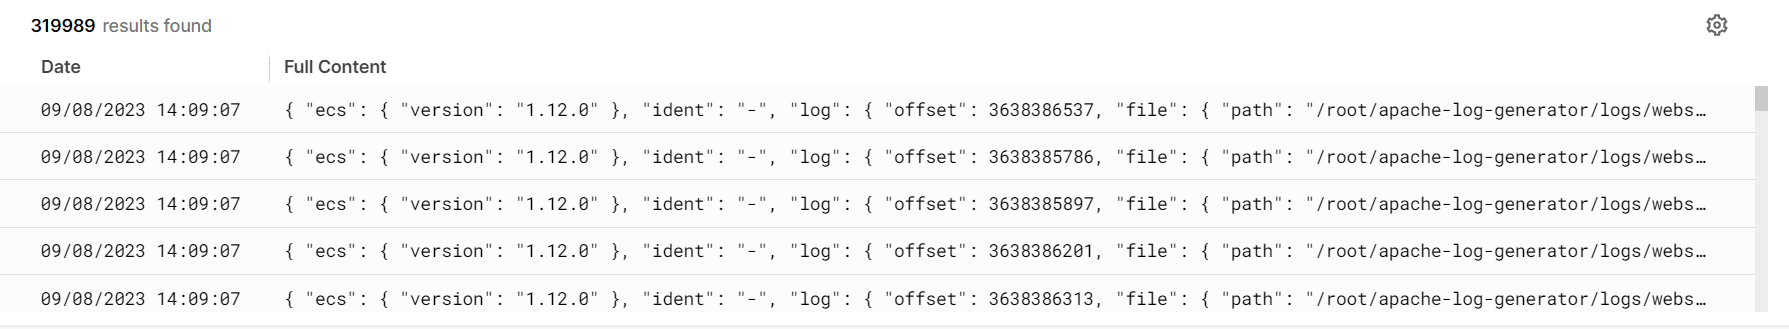 319989 results found
Date Full Content
09/08/2023 14:09:07 { "ecs": { "version": "1.12.0" }, "ident": "-", "log": { "offset": 3638386537, "file": { "path": "/root/apache-log-generator/logs/webs…
09/08/2023 14:09:07 { "ecs": { "version": "1.12.0" }, "ident": "-", "log": { "offset": 3638385786, "file": { "path": "/root/apache-log-generator/logs/webs…
09/08/2023 14:09:07 { "ecs": { "version": "1.12.0" }, "ident": "-", "log": { "offset": 3638385897, "file": { "path": "/root/apache-log-generator/logs/webs…
09/08/2023 14:09:07 { "ecs": { "version": "1.12.0" }, "ident": "-", "log": { "offset": 3638386201, "file": { "path": "/root/apache-log-generator/logs/webs…
09/08/2023 14:09:07 { "ecs": { "version": "1.12.0" }, "ident": "-", "log": { "offset": 3638386313, "file": { "path": "/root/apache-log-generator/logs/webs…